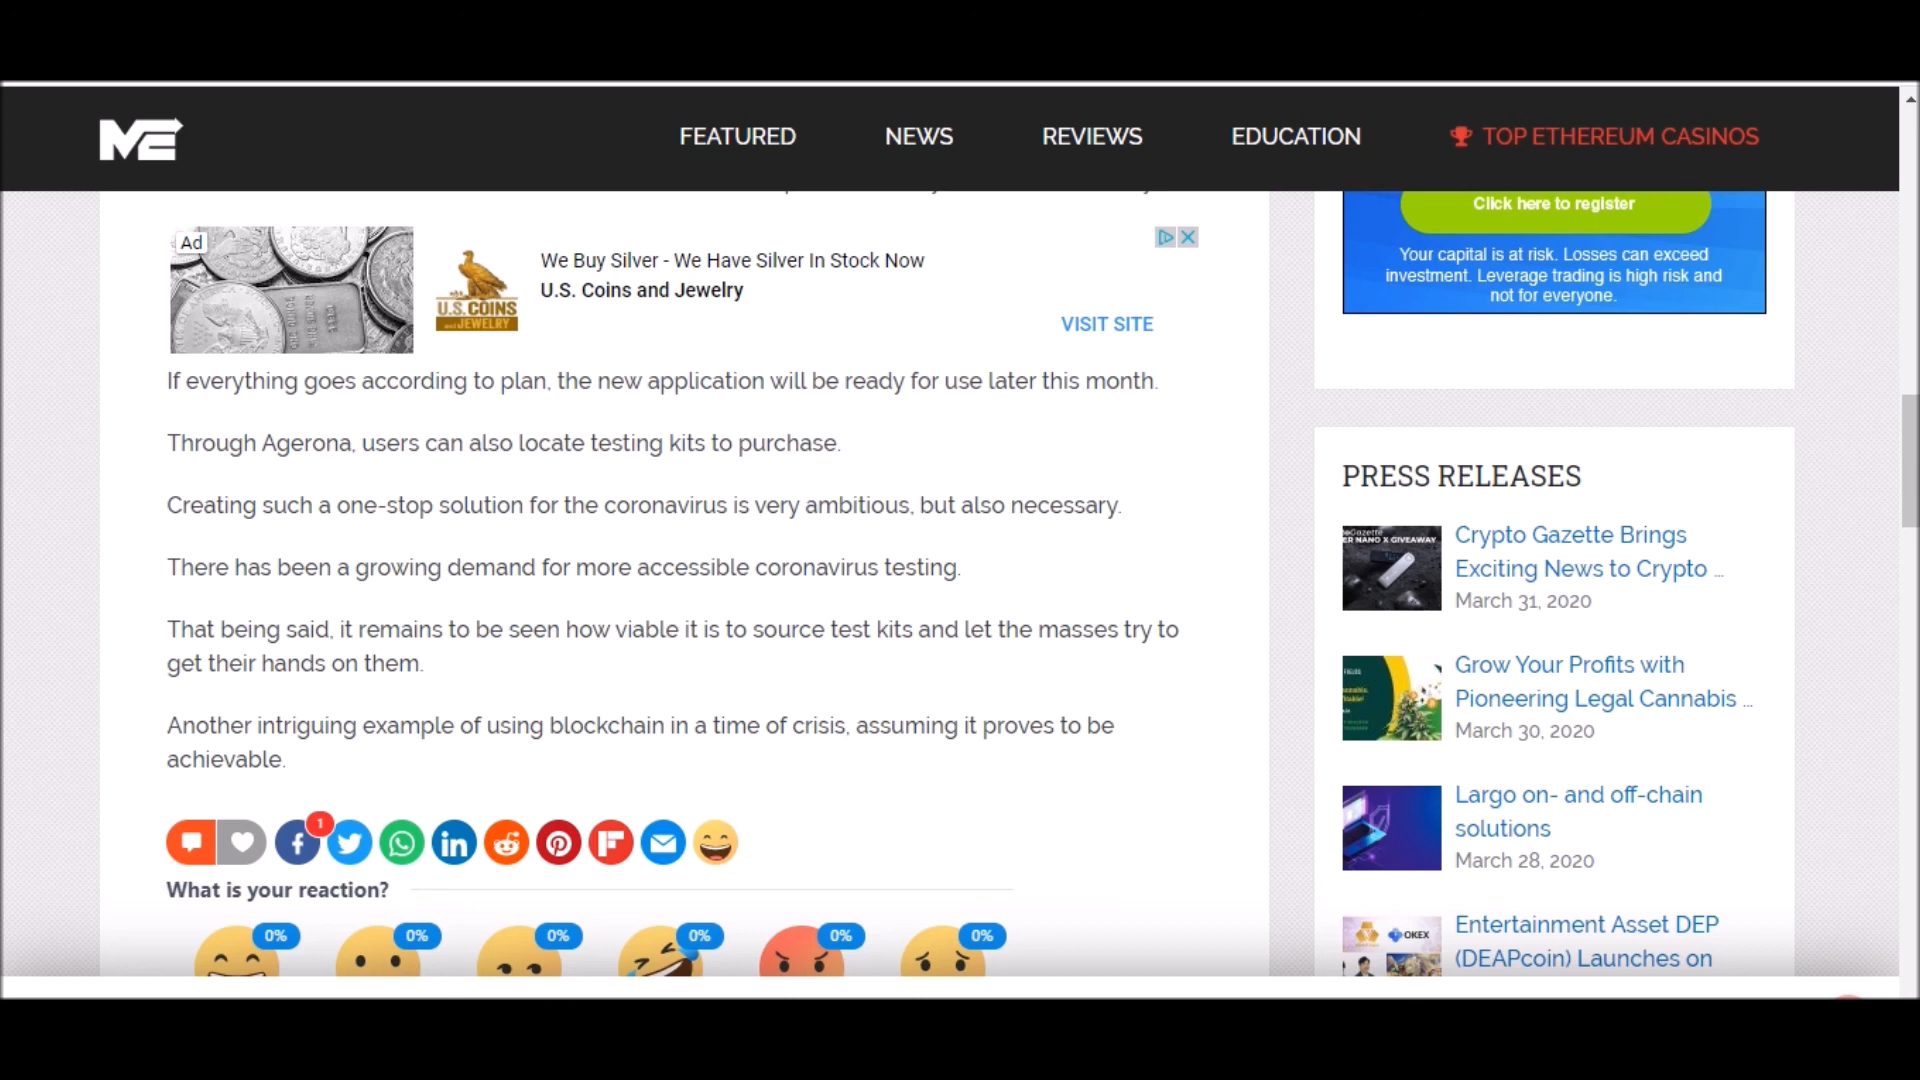 ME
FEATURED
NEWS
REVIEWS
EDUCATION
TOP ETHEREUM CASINOS
Ad
U.S. COINS
and JEWELRY
We Buy Silver - We Have Silver In Stock Now
U.S. Coins and Jewelry
VISIT SITE
If everything goes according to plan, the new application will be ready for use later this month.
Through Agerona, users can also locate testing kits to purchase.
Creating such a one-stop solution for the coronavirus is very ambitious, but also necessary.
There has been a growing demand for more accessible coronavirus testing.
That being said, it remains to be seen how viable it is to source test kits and let the masses try to
get their hands on them.
Another intriguing example of using blockchain in a time of crisis, assuming it proves to be
achievable.
1
What is your reaction?
0%
0%
0%
0%
0%
0%
Click here to register
Your capital is at risk. Losses can exceed
investment. Leverage trading is high risk and
not for everyone.
PRESS RELEASES
Crypto Gazette Brings
Exciting News to Crypto ...
March 31, 2020
Grow Your Profits with
Pioneering Legal Cannabis ...
March 30, 2020
Largo on- and off-chain
solutions
March 28, 2020
OKEX
Entertainment Asset DEP
(DEAPcoin) Launches on